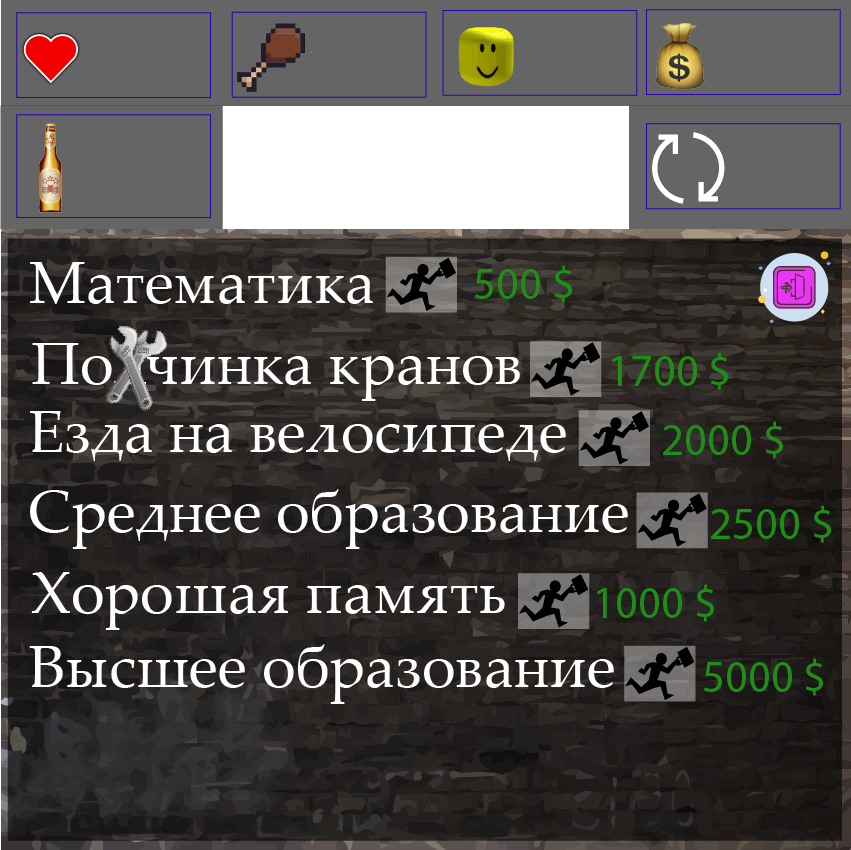 $
Математика 500 $
Починка кранов 1700 $
Езда на велосипеде 2000 $
Среднее образование 2500 $
Хорошая память 1000 $
Высшее образование 5000 $